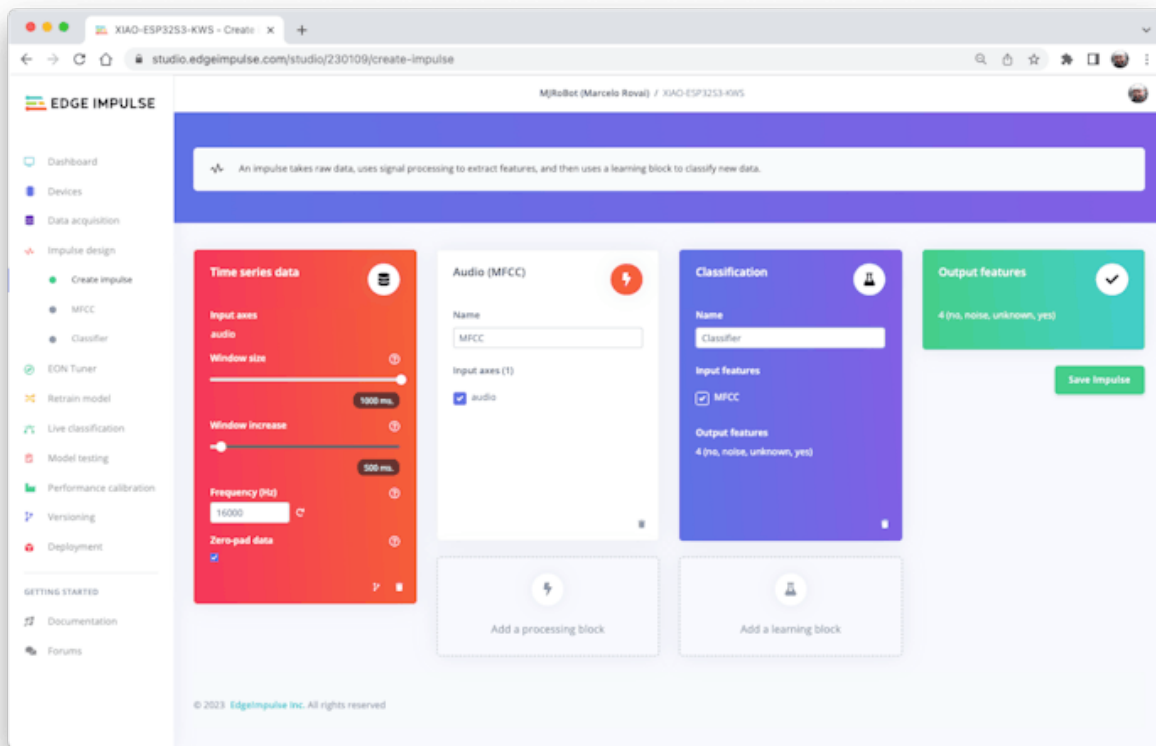 XIAO-ESP32S3-KWS - Create
studio.edgeimpulse.com/studio/230109/create-impulse
EDGE IMPULSE
MJRoBot (Marcelo Rovai) / XIAO-ESP32S3-KWS
An impulse takes raw data, uses signal processing to extract features, and then uses a learning block to classify new data.
Dashboard
Devices
Data acquisition
Impulse design
Create impulse
MFCC
Classifier
EON Tuner
Retrain model
Live classification
Model testing
Performance calibration
Versioning
Deployment
GETTING STARTED
Documentation
Forums
Time series data
Input axes
audio
Window size
1000 ms.
Window increase
500 ms.
Frequency (Hz)
16000
Zero-pad data
Audio (MFCC)
Name
MFCC
Input axes (1)
audio
Add a processing block
Classification
Name
Classifier
Input features
MFCC
Output features
4 (no, noise, unknown, yes)
Add a learning block
Output features
4 (no, noise, unknown, yes)
Save Impulse
© 2023 EdgeImpulse Inc. All rights reserved